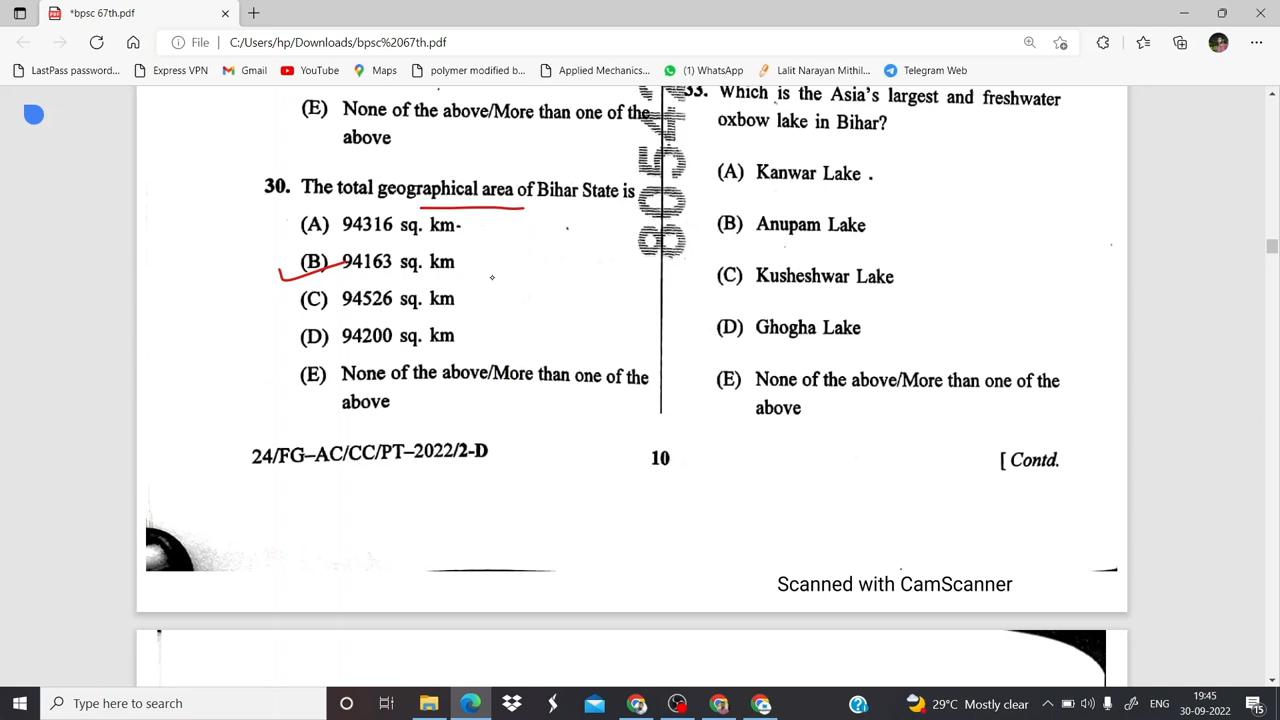 *bpsc 67th.pdf
File
C:/Users/hp/Downloads/bpsc%2067th.pdf
LastPass password...
Express VPN
Gmail
YouTube
Maps
polymer modified b...
Applied Mechanics...
(1) WhatsApp
Lalit Narayan Mithil...
Telegram Web
(E) None of the above/More than one of the
above
30. The total geographical area of Bihar State is
(A) 94316 sq. km
(B) 94163 sq. km
(C) 94526 sq. km
(D) 94200 sq. km
(E) None of the above/More than one of the
above
33. Which is the Asia's largest and freshwater
oxbow lake in Bihar?
(A) Kanwar Lake .
(B) Anupam Lake
(C) Kusheshwar Lake
(D) Ghogha Lake
(E) None of the above/More than one of the
above
24/FG–AC/CC/PT–2022/2-D
10
[ Contd.
Scanned with CamScanner
Type here to search
29°C Mostly clear
ENG
19:45
30-09-2022